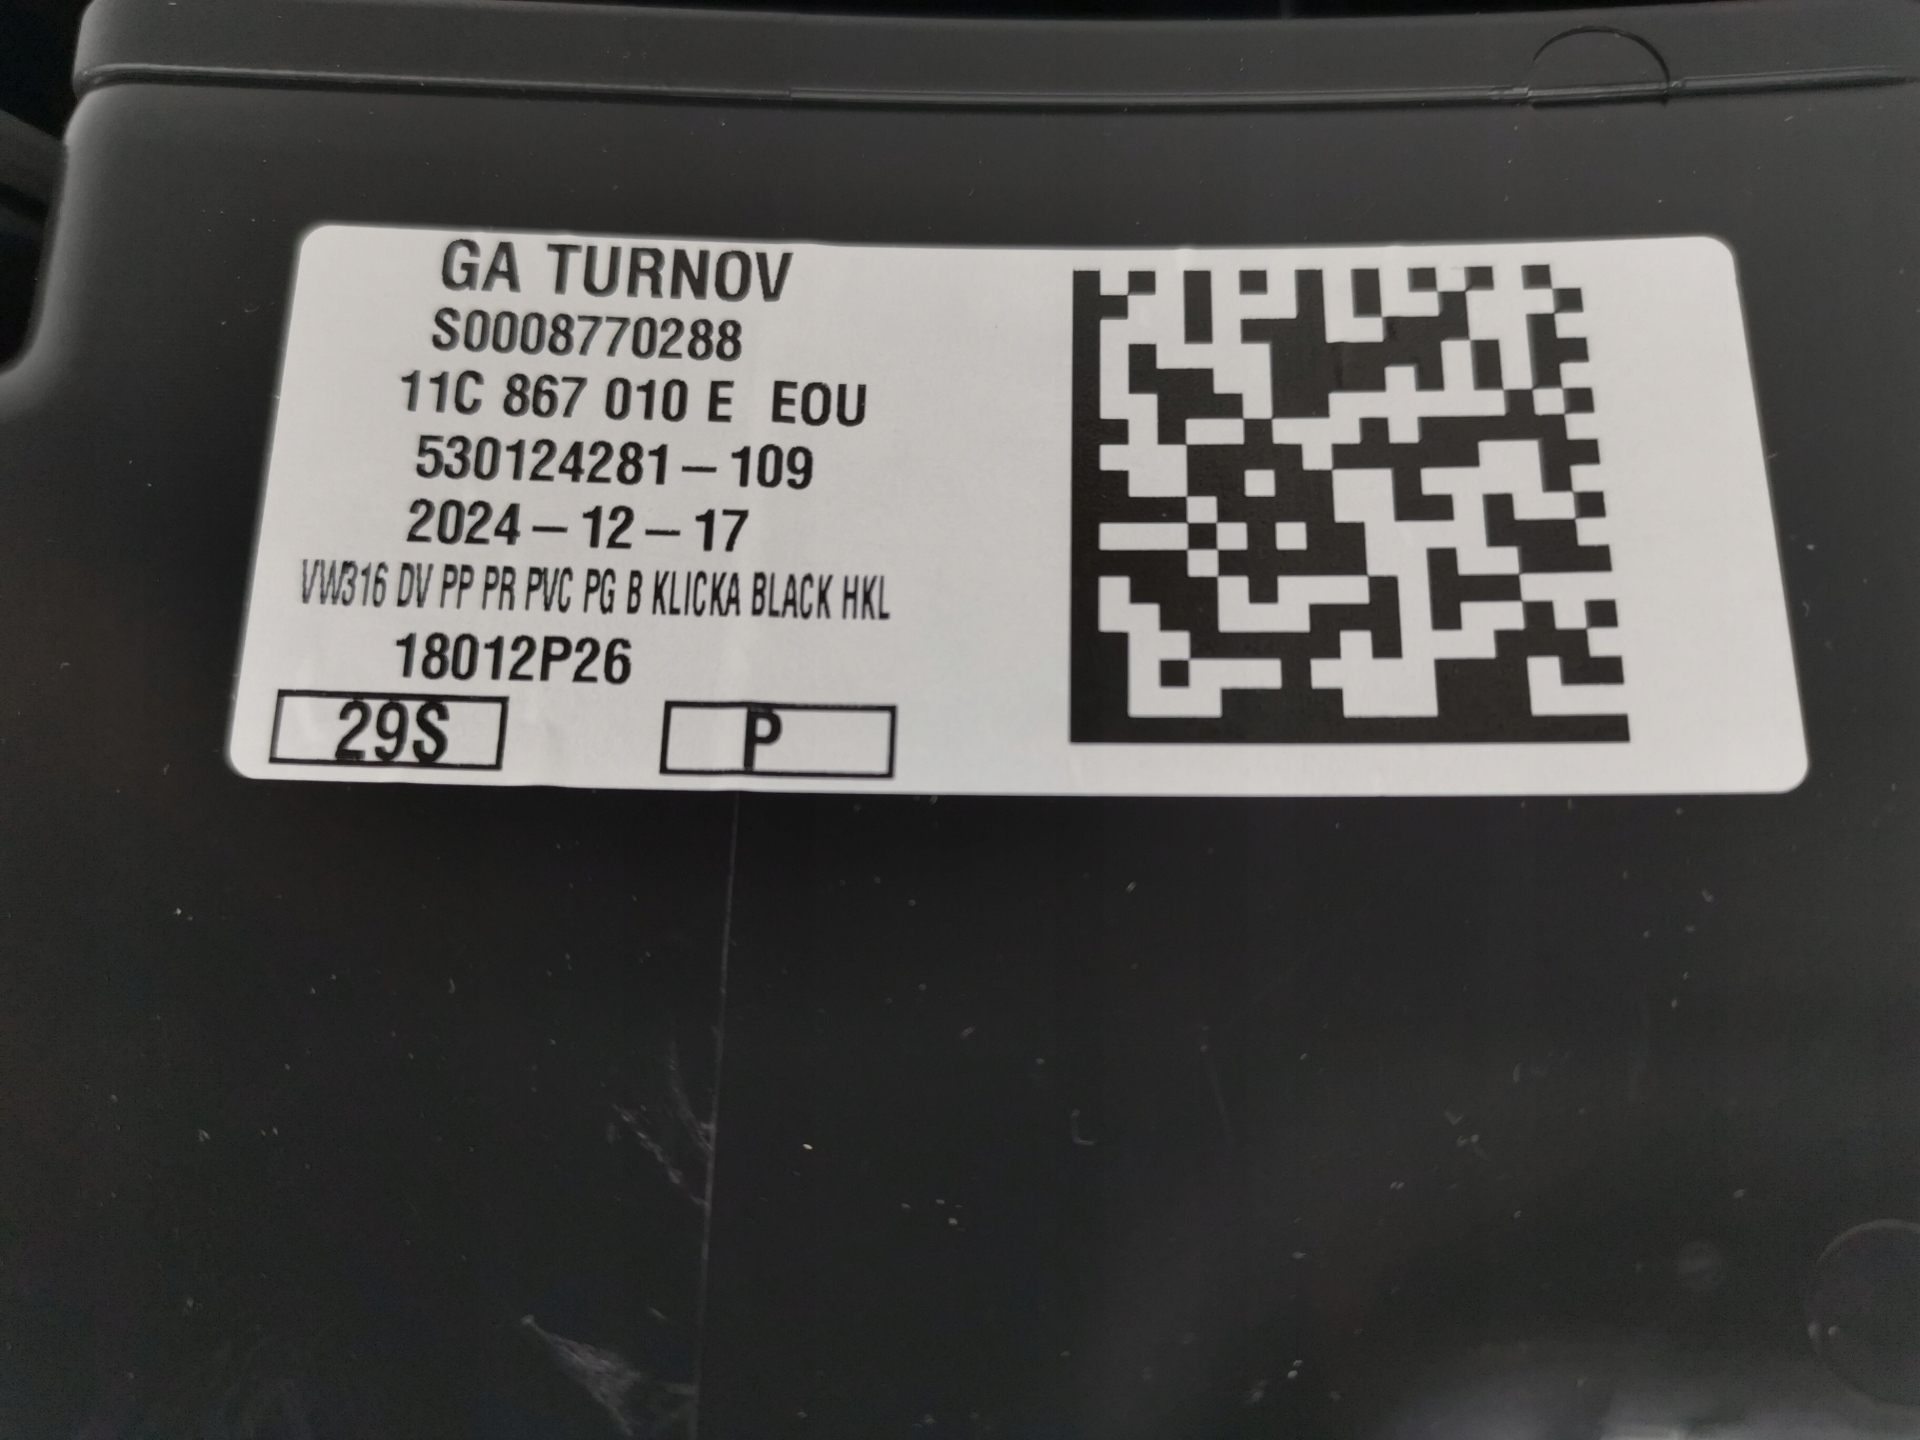 GA TURNOV
S0008770288
11C 867 010 E EOU
530124281-109
2024-12-17
VW316 DV PP PR PVC PG B KLICKA BLACK HKL
18012P26
29S P